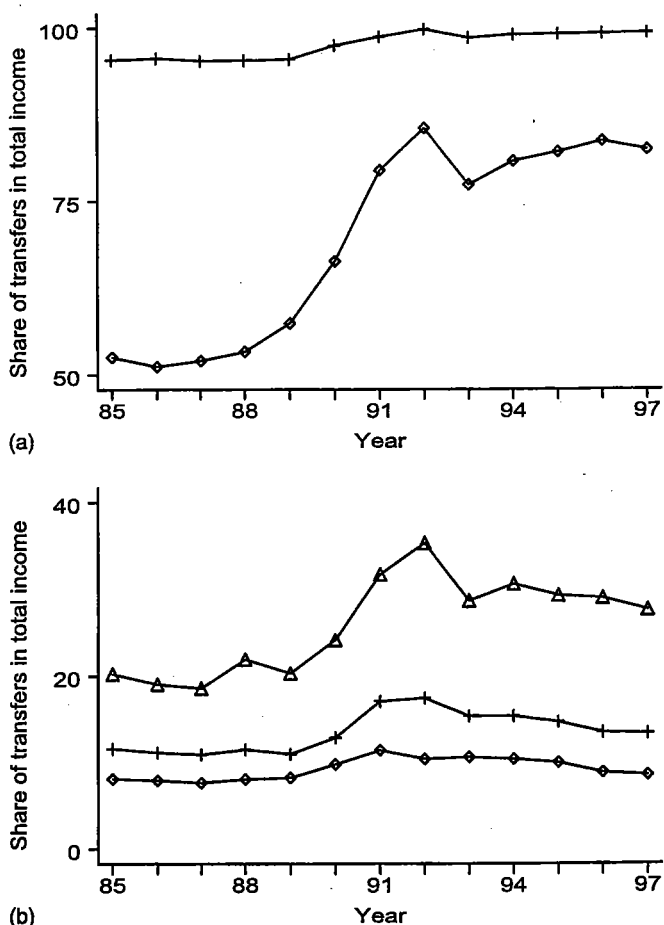 100
75
50
Share of transfers in total income
85 88 91 94 97
Year
(a)
40
20
0
Share of transfers in total income
85 88 91 94 97
Year
(b)